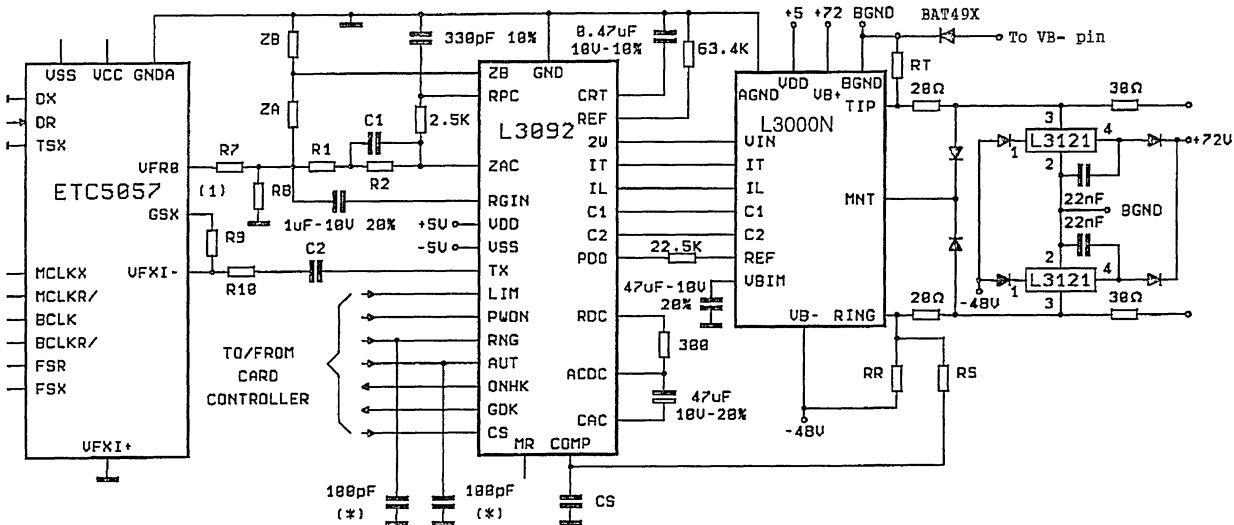 +5 +72 BGND
BAT49X
To VB- pin
ZB
330pF 10%
0.47uF
10V-10%
63.4K
RT
VSS VCC GNDA
DX
DR
TSX
ETC5057
VFR0
GSX
VFXI-
MCLKX
MCLKR/
BCLK
BCLKR/
FSR
FSX
VFXI+
ZA
C1
2.5K
R7
(1)
R8
R1
R2
1uF-10V 20%
R9
R10
C2
+5V
-5V
TO/FROM
CARD
CONTROLLER
100pF
(*)
100pF
(*)
GND
L3092
ZB
RPC
ZAC
RGIN
VDD
VSS
TX
LIM
PWON
RNG
AUT
ONHK
GDK
CS
MR COMP
CRT
REF
2W
IT
IL
C1
C2
PDO
RDC
ACDC
CAC
CS
22.5K
47uF-10V
20%
300
47uF
10V-20%
AGND VDD VB+ BGND
L3000N
TIP
VIN
IT
IL
MNT
C1
C2
REF
VBIM
VB- RING
-48V
RR
RS
20Ω
30Ω
3
L3121
1
4
2
+72V
22nF
BGND
22nF
2
L3121
1
4
3
-48V
20Ω
30Ω